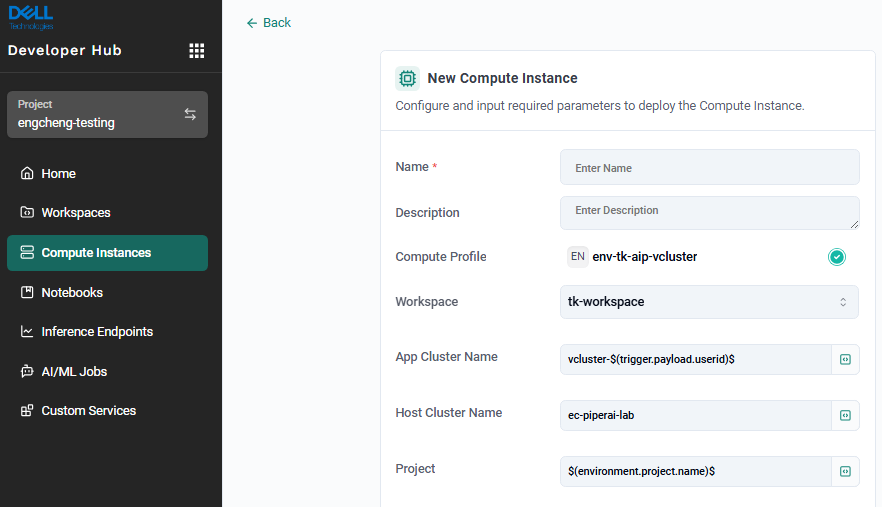 DELL
Technologies
Developer Hub
Project
engcheng-testing
Home
Workspaces
Compute Instances
Notebooks
Inference Endpoints
AI/ML Jobs
Custom Services
Back
New Compute Instance
Configure and input required parameters to deploy the Compute Instance.
Name *
Enter Name
Description
Enter Description
Compute Profile
EN env-tk-aip-vcluster
Workspace
tk-workspace
App Cluster Name
vcluster-$(trigger.payload.userid)$
Host Cluster Name
ec-piperai-lab
Project
$(environment.project.name)$